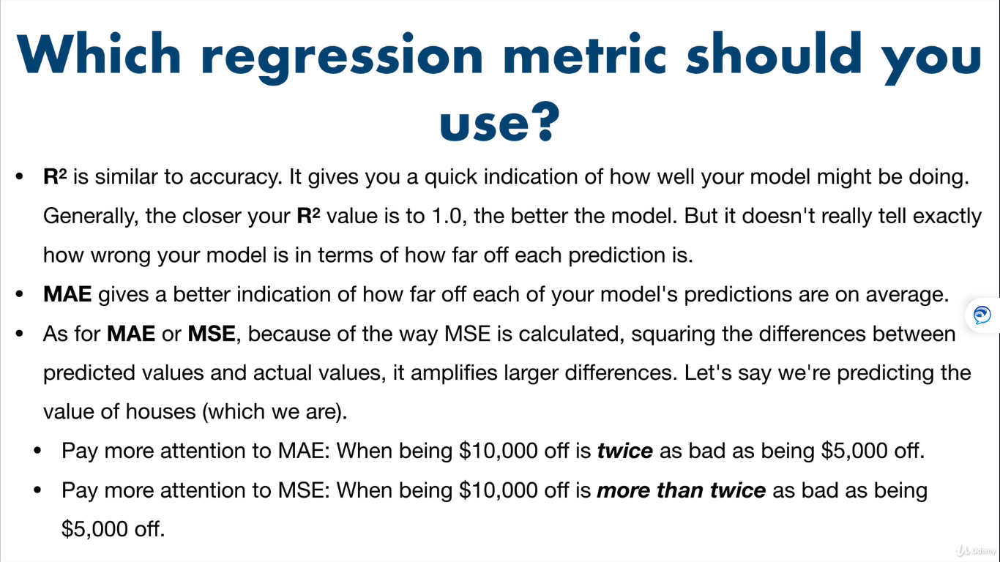 Which regression metric should you
use?
• R² is similar to accuracy. It gives you a quick indication of how well your model might be doing.
Generally, the closer your R² value is to 1.0, the better the model. But it doesn't really tell exactly
how wrong your model is in terms of how far off each prediction is.
• MAE gives a better indication of how far off each of your model's predictions are on average.
• As for MAE or MSE, because of the way MSE is calculated, squaring the differences between
predicted values and actual values, it amplifies larger differences. Let's say we're predicting the
value of houses (which we are).
• Pay more attention to MAE: When being $10,000 off is twice as bad as being $5,000 off.
• Pay more attention to MSE: When being $10,000 off is more than twice as bad as being
$5,000 off.
Udemy